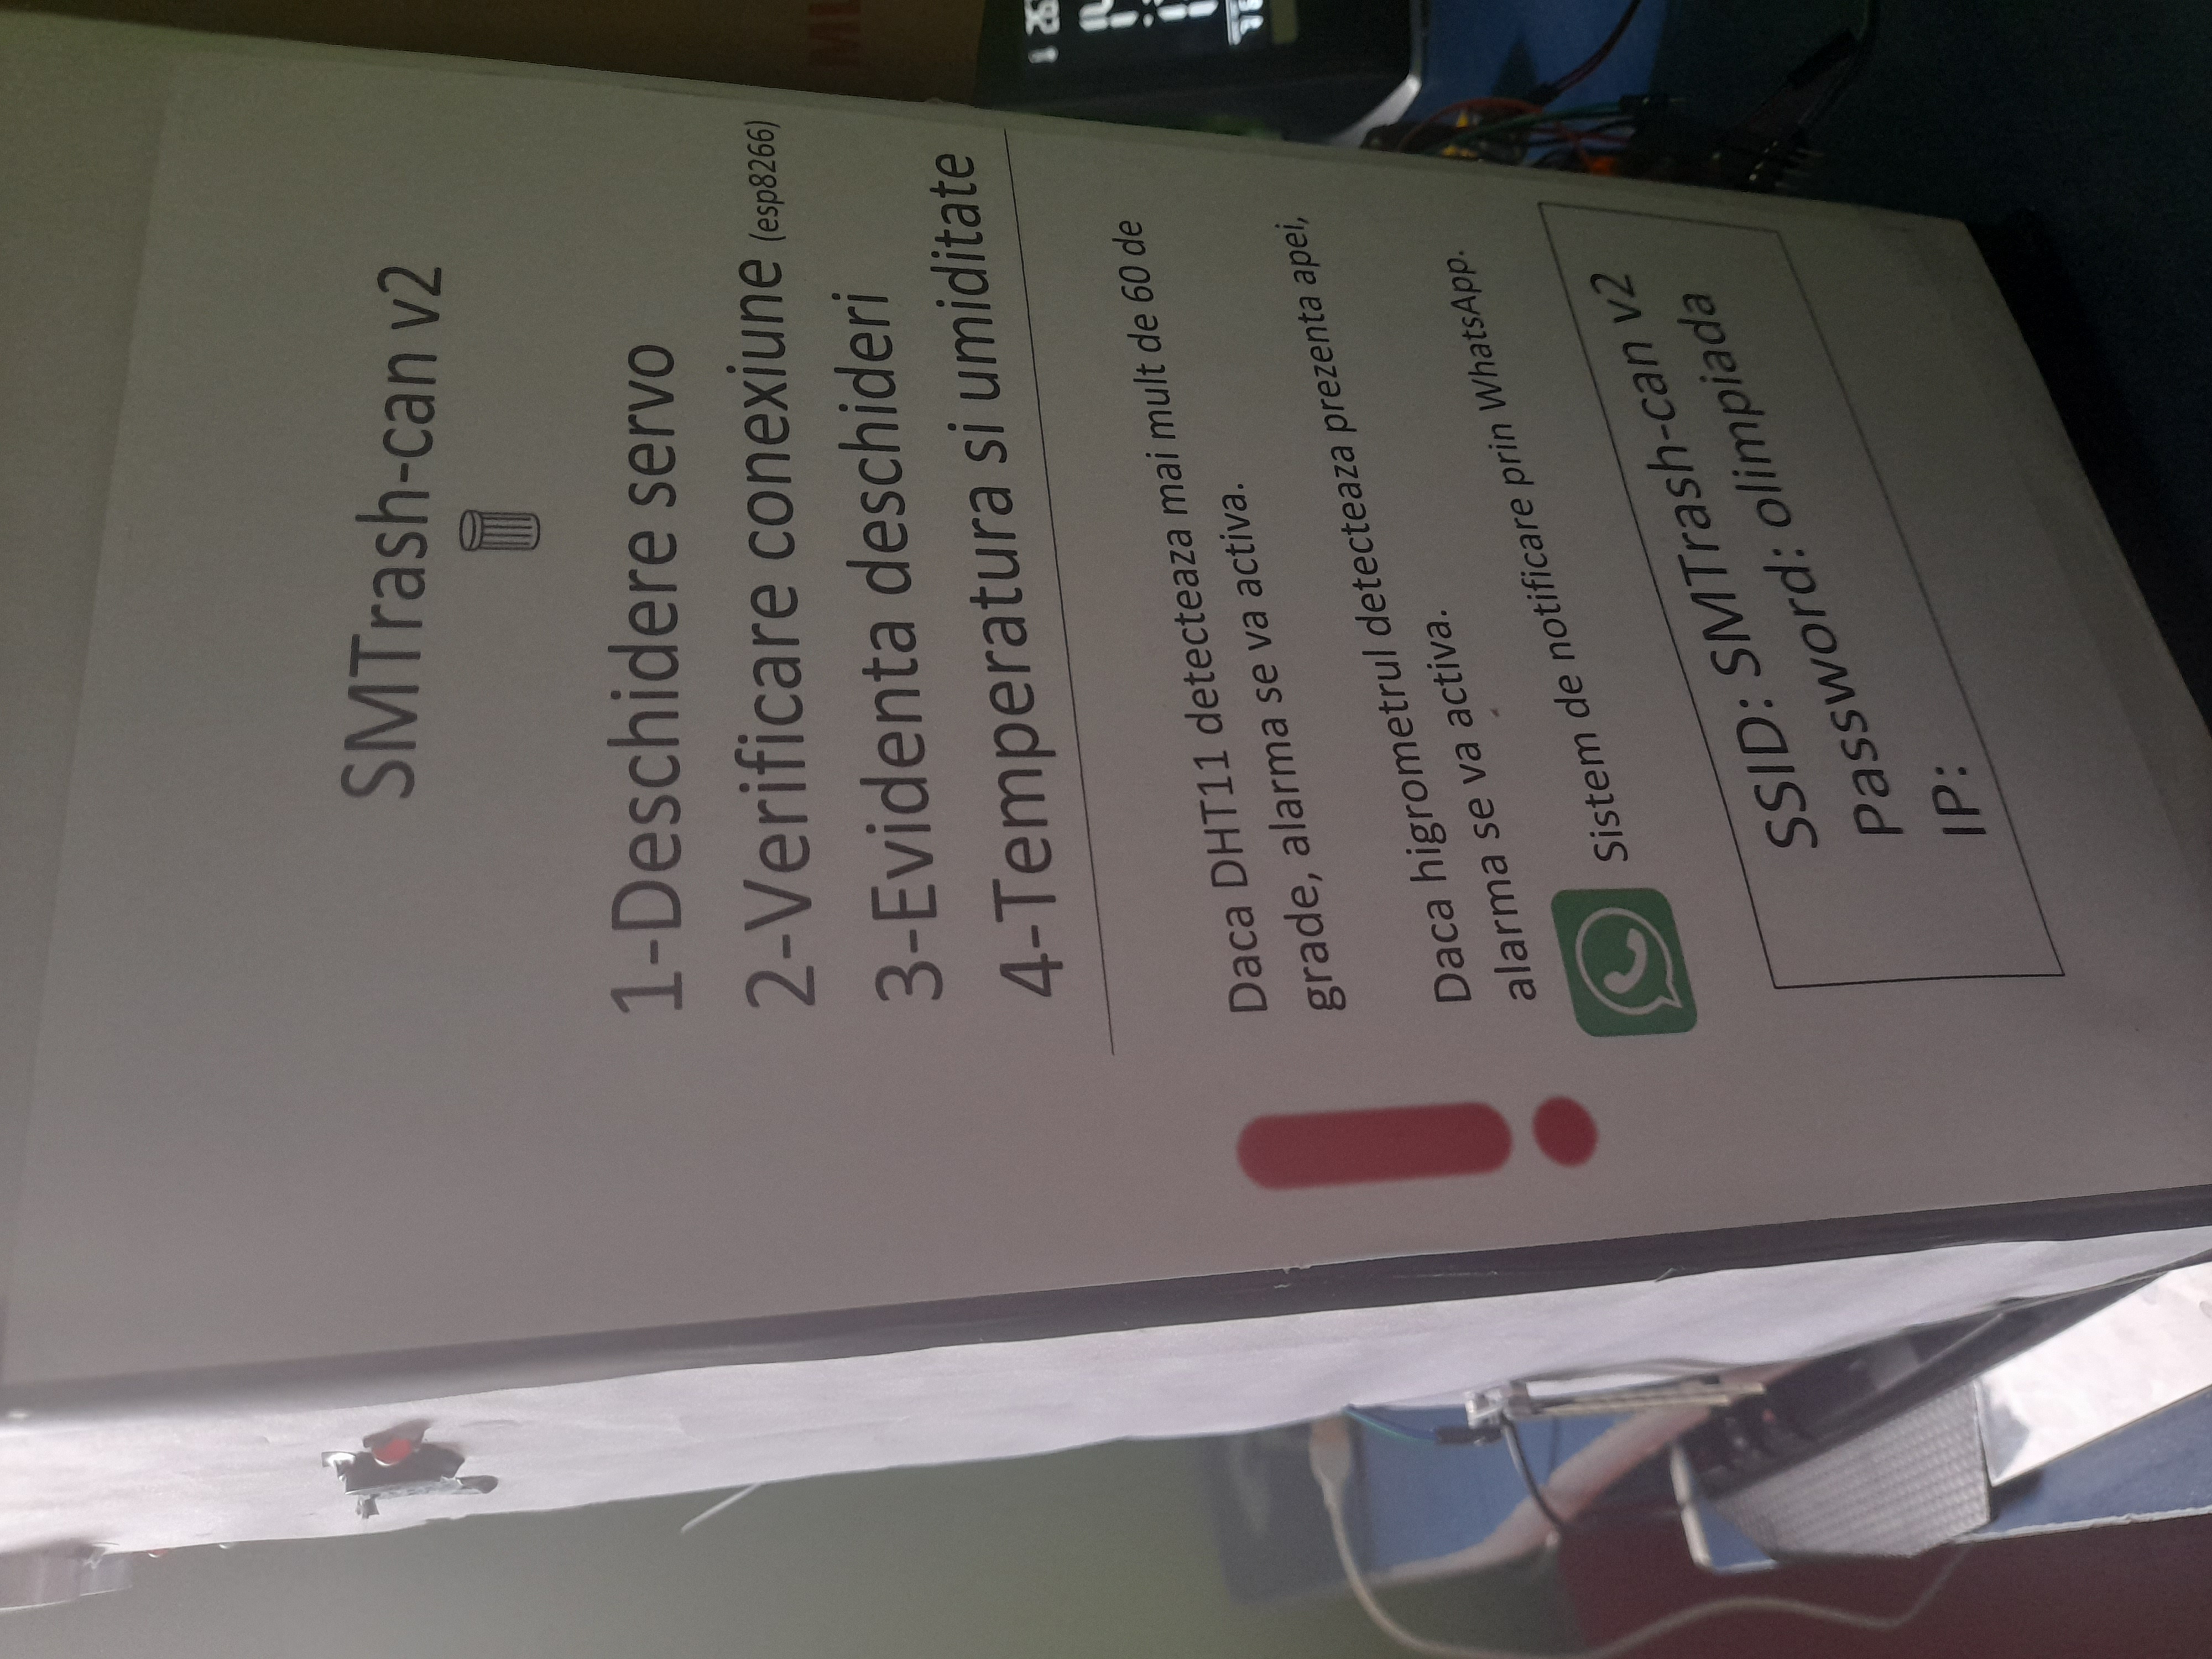 SMTrash-can v2
1-Deschidere servo
2-Verificare conexiune (esp8266)
3-Evidenta deschideri
4-Temperatura si umiditate
Daca DHT11 detecteaza mai mult de 60 de
grade, alarma se va activa.
Daca higrometrul detecteaza prezenta apei,
alarma se va activa.
Sistem de notificare prin WhatsApp.
SSID: SMTrash-can v2
Password: olimpiada
IP: